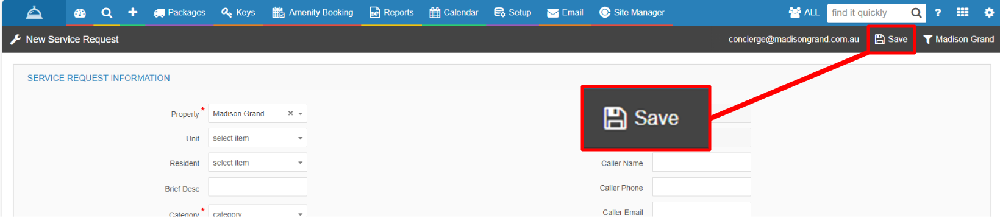 Packages Keys Amenity Booking Reports Calendar Setup Email Site Manager ALL find it quickly ?
New Service Request concierge@madisongrand.com.au Save Madison Grand
SERVICE REQUEST INFORMATION
Property * Madison Grand × Save
Unit select item
Resident select item Caller Name
Brief Desc Caller Phone
Category * category Caller Email